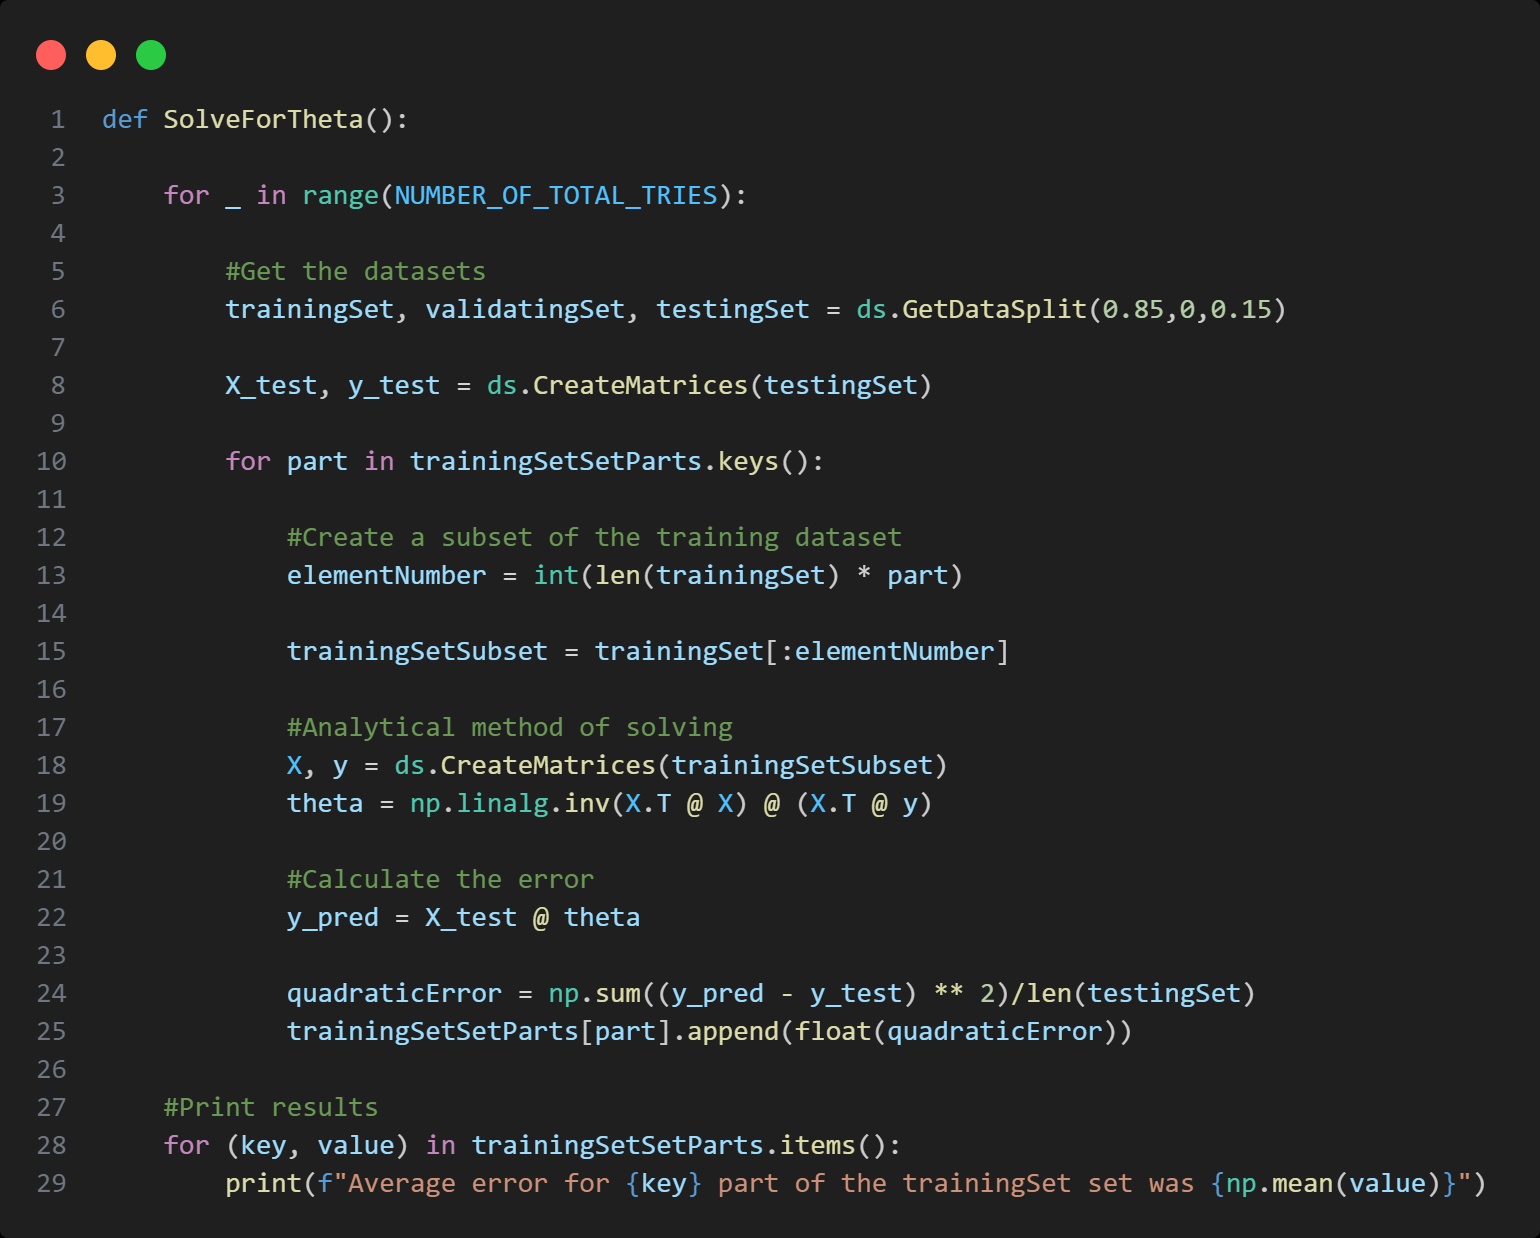 1 def SolveForTheta():
2
3     for _ in range(NUMBER_OF_TOTAL_TRIES):
4
5         #Get the datasets
6         trainingSet, validatingSet, testingSet = ds.GetDataSplit(0.85,0,0.15)
7
8         X_test, y_test = ds.CreateMatrices(testingSet)
9
10         for part in trainingSetSetParts.keys():
11
12             #Create a subset of the training dataset
13             elementNumber = int(len(trainingSet) * part)
14
15             trainingSetSubset = trainingSet[:elementNumber]
16
17             #Analytical method of solving
18             X, y = ds.CreateMatrices(trainingSetSubset)
19             theta = np.linalg.inv(X.T @ X) @ (X.T @ y)
20
21             #Calculate the error
22             y_pred = X_test @ theta
23
24             quadraticError = np.sum((y_pred - y_test) ** 2)/len(testingSet)
25             trainingSetSetParts[part].append(float(quadraticError))
26
27     #Print results
28     for (key, value) in trainingSetSetParts.items():
29         print(f"Average error for {key} part of the trainingSet set was {np.mean(value)}")